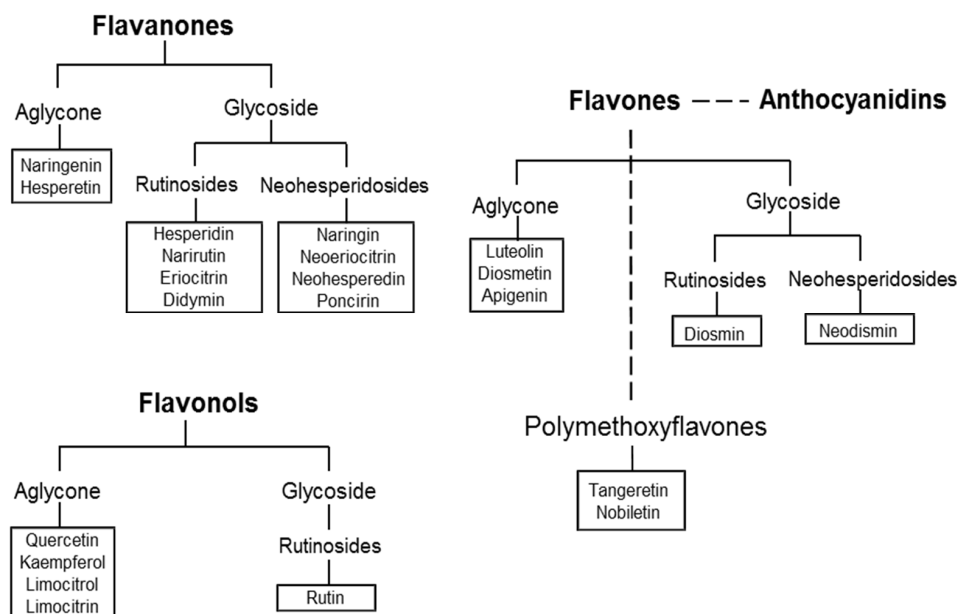 Flavanones
Aglycone
Glycoside
Naringenin
Hesperetin
Rutinosides
Neohesperidosides
Hesperidin
Narirutin
Eriocitrin
Didymin
Naringin
Neoeriocitrin
Neohesperedin
Poncirin
Flavones
Anthocyanidins
Aglycone
Glycoside
Luteolin
Diosmetin
Apigenin
Rutinosides
Neohesperidosides
Diosmin
Neodismin
Polymethoxyflavones
Tangeretin
Nobiletin
Flavonols
Aglycone
Glycoside
Quercetin
Kaempferol
Limocitrol
Limocitrin
Rutinosides
Rutin